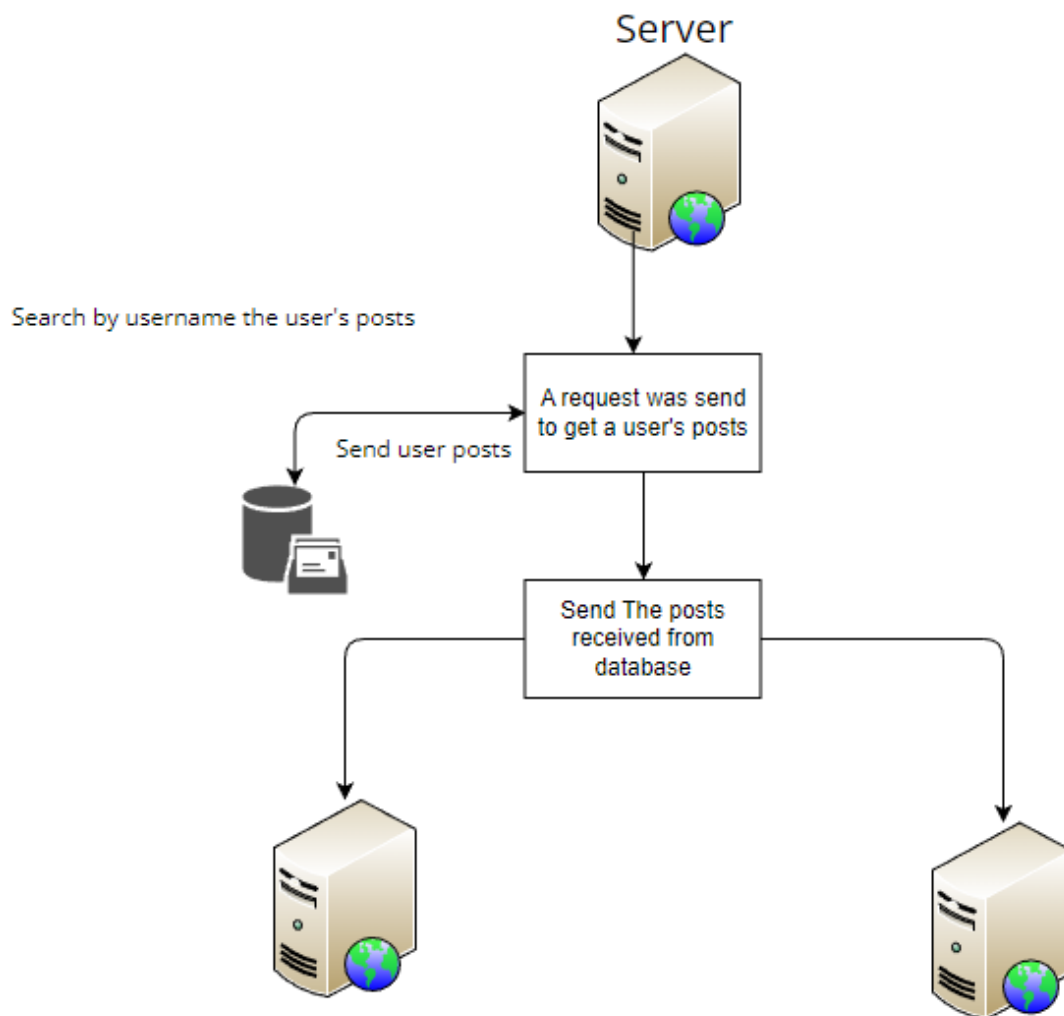 Server
Search by username the user's posts
A request was send
to get a user's posts
Send user posts
Send The posts
received from
database